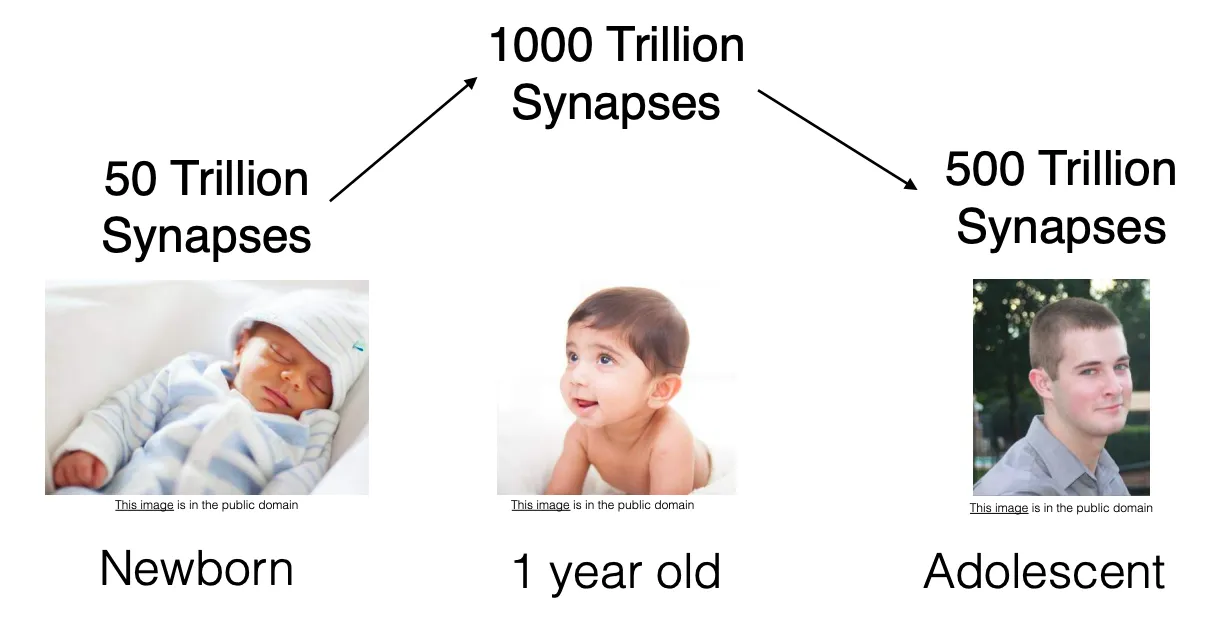 1000 Trillion
Synapses
50 Trillion
Synapses
500 Trillion
Synapses
This image is in the public domain
This image is in the public domain
This image is in the public domain
Newborn
1 year old
Adolescent